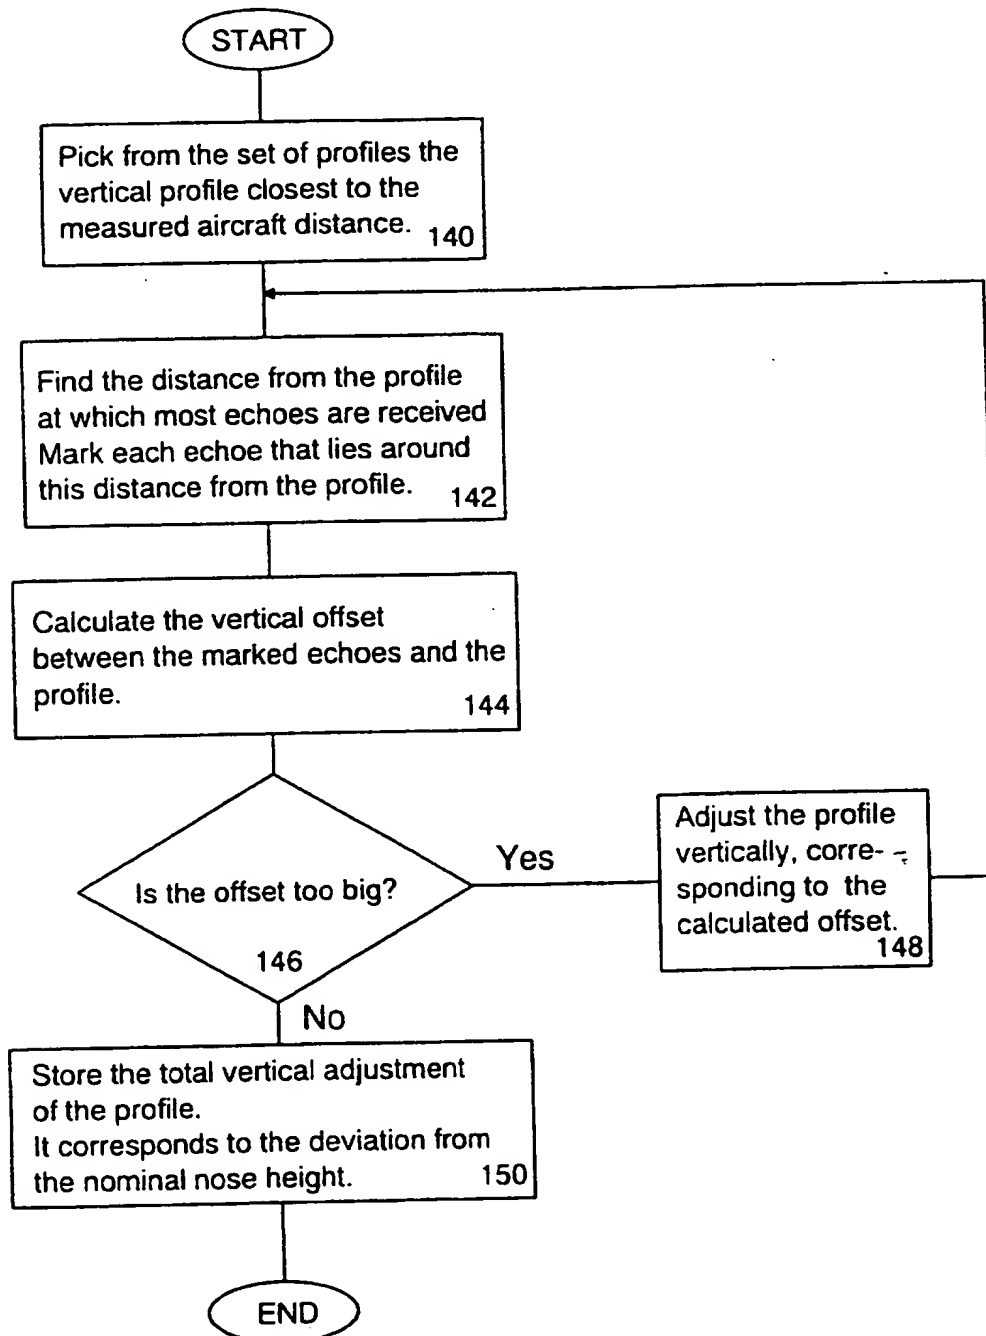 START
Pick from the set of profiles the
vertical profile closest to the
measured aircraft distance.
140
Find the distance from the profile
at which most echoes are received
Mark each echoe that lies around
this distance from the profile.
142
Calculate the vertical offset
between the marked echoes and the
profile.
144
Is the offset too big?
146
Yes
Adjust the profile
vertically, corre-
sponding to the
calculated offset.
148
No
Store the total vertical adjustment
of the profile.
It corresponds to the deviation from
the nominal nose height.
150
END